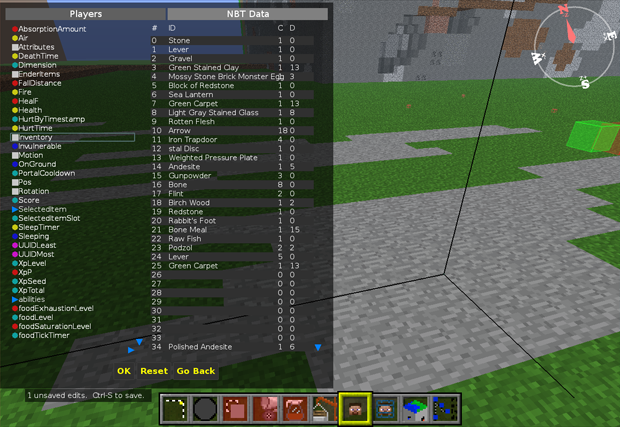 Players NBT Data
AbsorptionAmount
Air
Attributes
DeathTime
Dimension
EnderItems
FallDistance
Fire
HealF
Health
HurtByTimestamp
HurtTime
Inventory
Invulnerable
Motion
OnGround
PortalCooldown
Pos
Rotation
Score
SelectedItem
SelectedItemSlot
SleepTimer
Sleeping
UUIDLeast
UUIDMost
XpLevel
XpP
XpSeed
XpTotal
abilities
foodExhaustionLevel
foodLevel
foodSaturationLevel
foodTickTimer
# ID C D
0 Stone 1 0
1 Lever 1 0
2 Gravel 1 0
3 Green Stained Clay 1 13
4 Mossy Stone Brick Monster Egg 3
5 Block of Redstone 1 0
6 Sea Lantern 1 0
7 Green Carpet 1 13
8 Light Gray Stained Glass 1 8
9 Rotten Flesh 1 0
10 Arrow 18 0
11 Iron Trapdoor 4 0
12 stal Disc 1 0
13 Weighted Pressure Plate 1 0
14 Andesite 1 5
15 Gunpowder 3 0
16 Bone 8 0
17 Flint 2 0
18 Birch Wood 1 2
19 Redstone 1 0
20 Rabbit's Foot 1 0
21 Bone Meal 1 15
22 Raw Fish 1 0
23 Podzol 2 2
24 Lever 5 0
25 Green Carpet 1 13
26 0 0
27 0 0
28 0 0
29 0 0
30 0 0
31 0 0
32 0 0
33 0 0
34 Polished Andesite 1 6
OK Reset Go Back
1 unsaved edits. Ctrl-S to save.
N
E
W
S